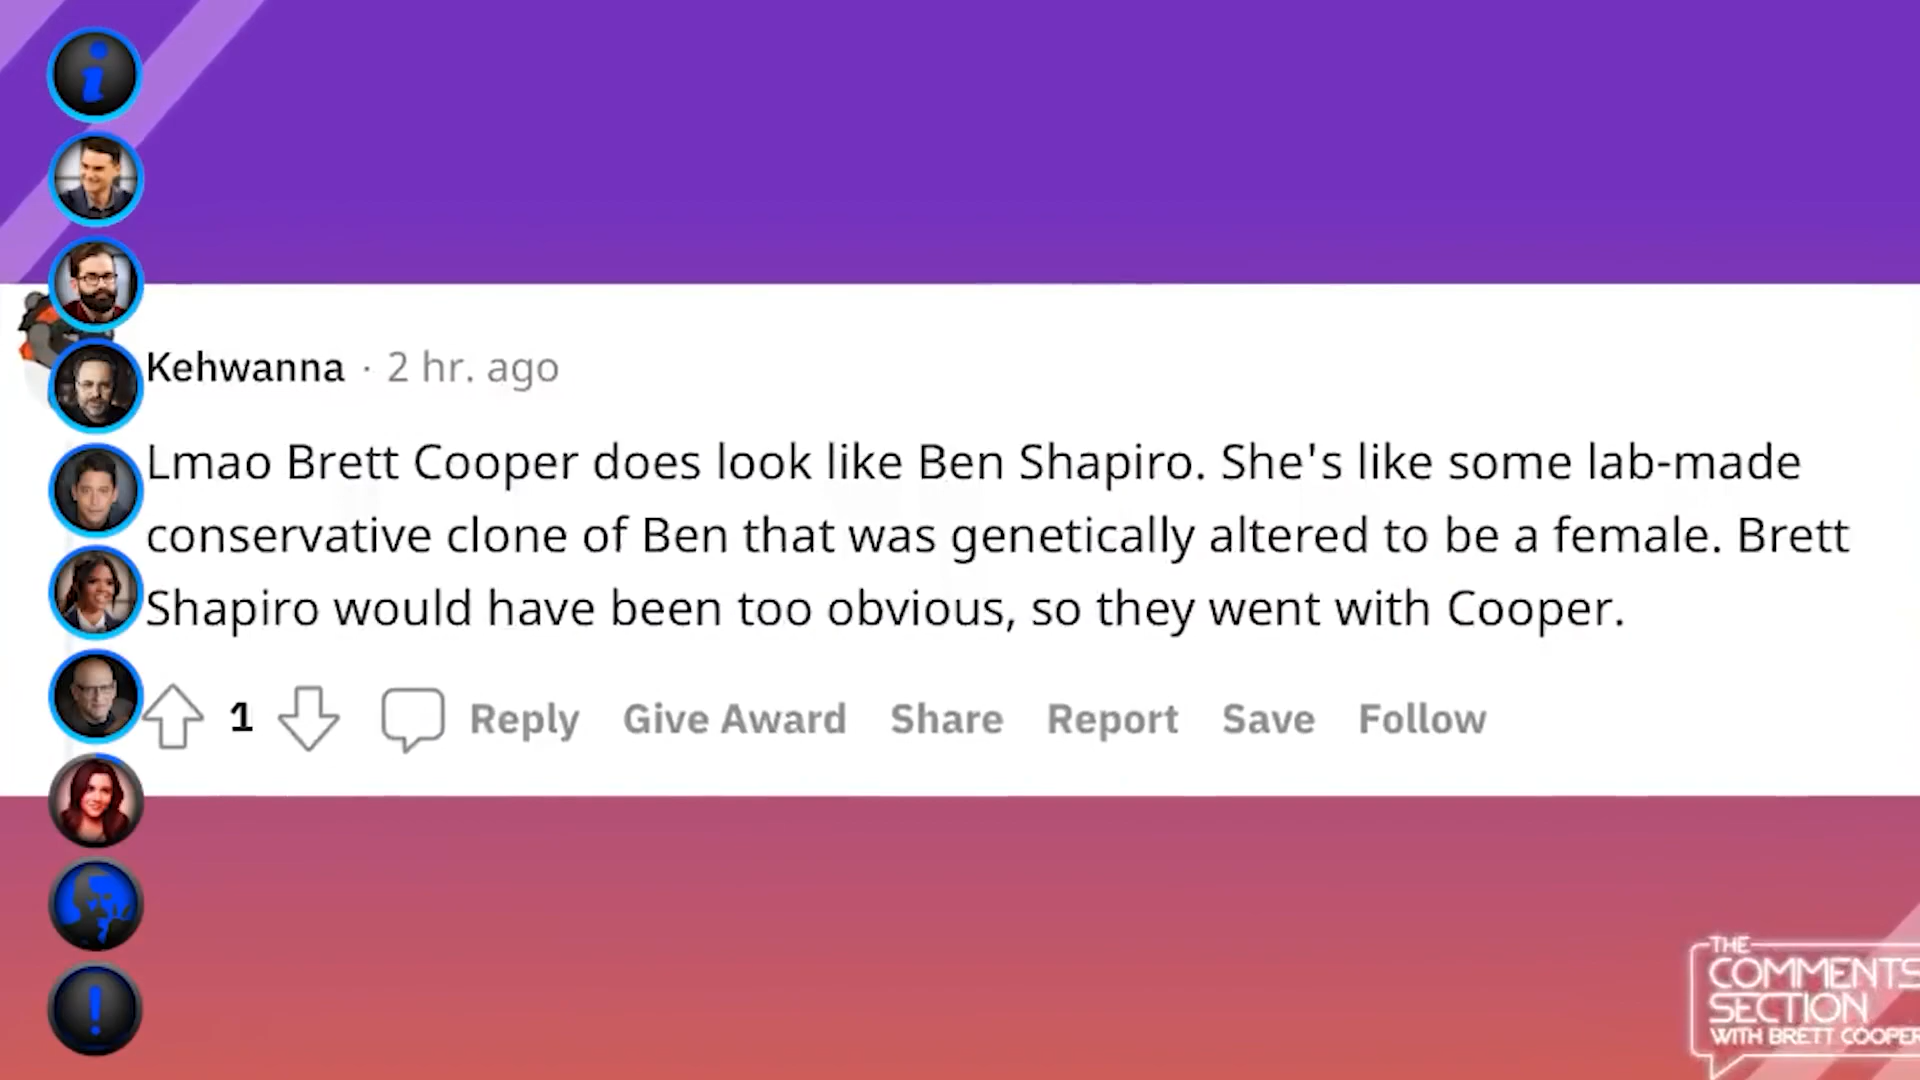 Kehwanna · 2 hr. ago
Lmao Brett Cooper does look like Ben Shapiro. She's like some lab-made
conservative clone of Ben that was genetically altered to be a female. Brett
Shapiro would have been too obvious, so they went with Cooper.
1 Reply Give Award Share Report Save Follow
THE
COMMENTS
SECTION
WITH BRETT COOPER